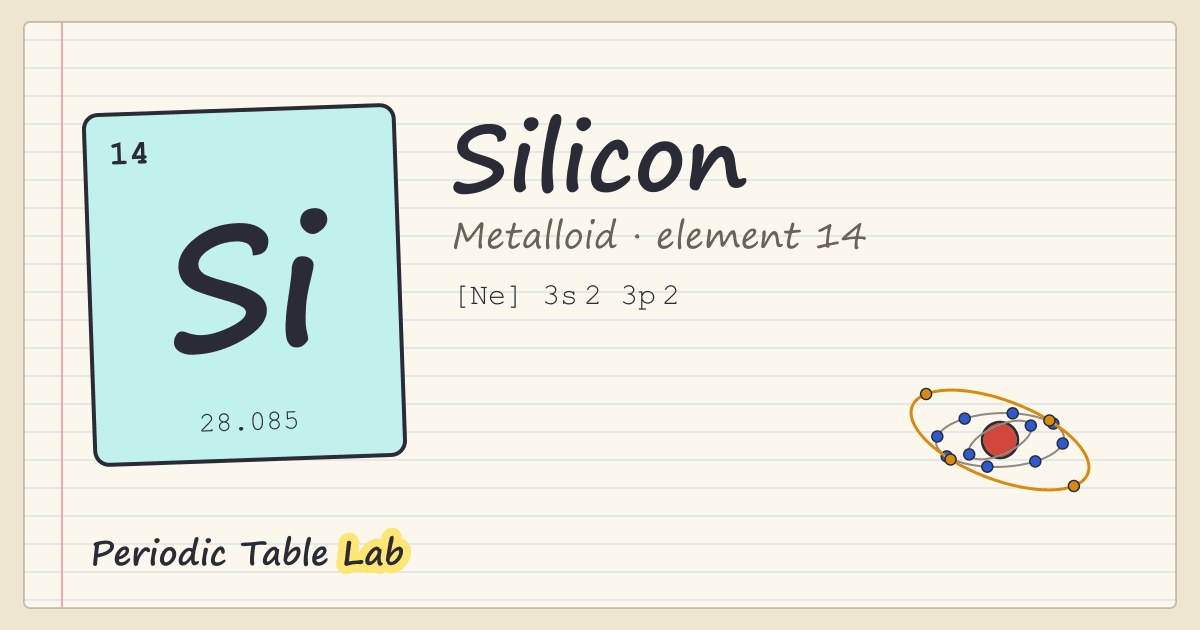 14
Si
28.085
Silicon
Metalloid · element 14
[Ne] 3s2 3p2
Periodic Table Lab